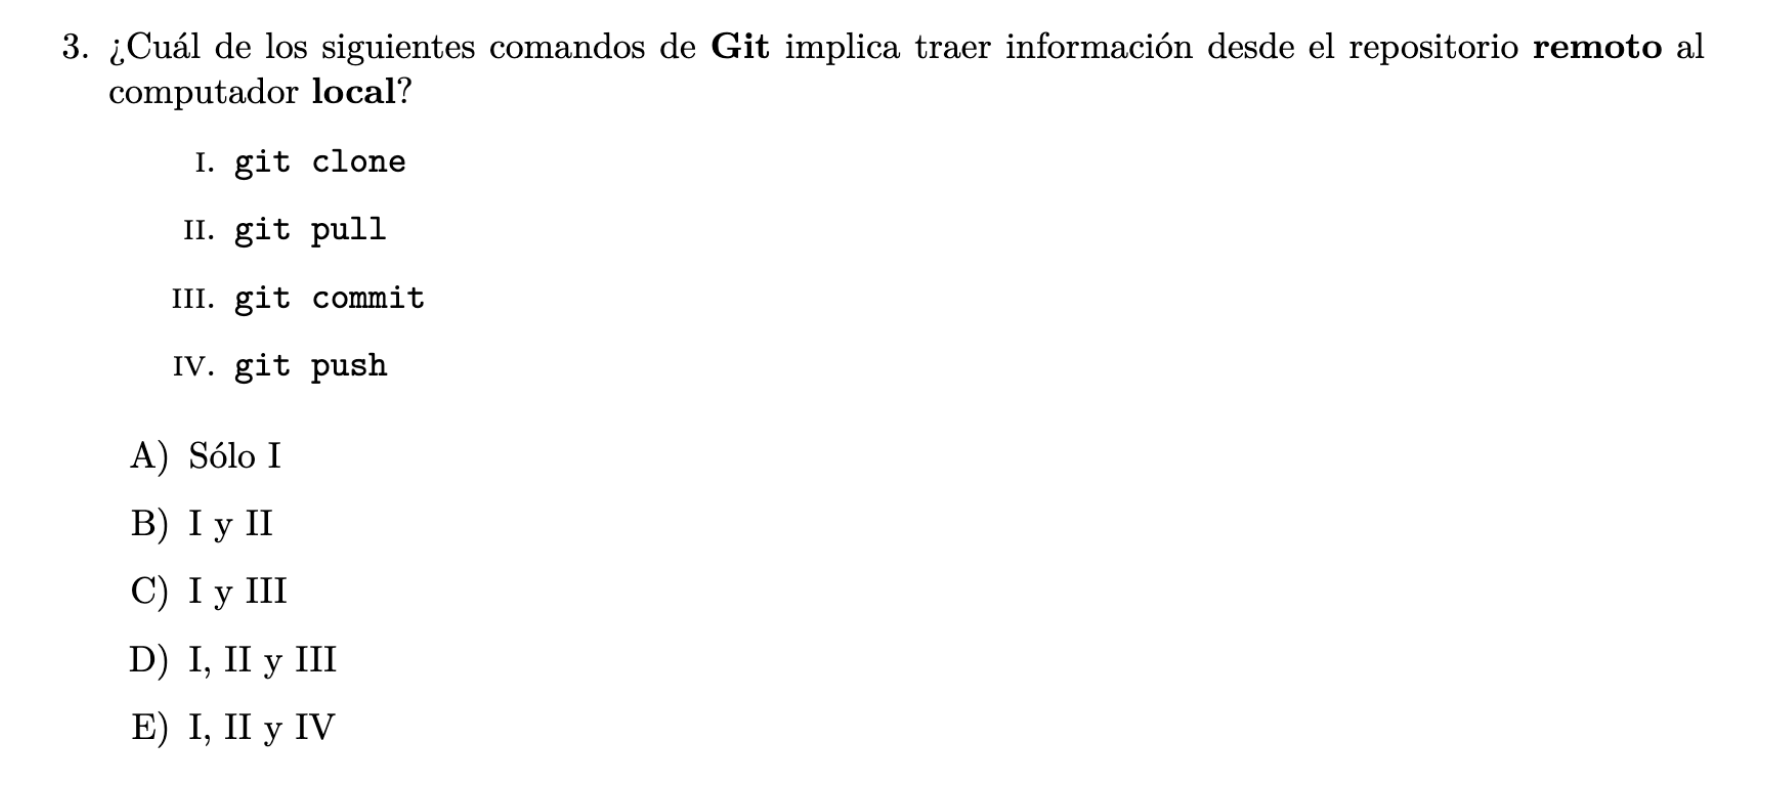 3. ¿Cuál de los siguientes comandos de Git implica traer información desde el repositorio remoto al
computador local?
I. git clone
II. git pull
III. git commit
IV. git push
A) Sólo I
B) I y II
C) I y III
D) I, II y III
E) I, II y IV